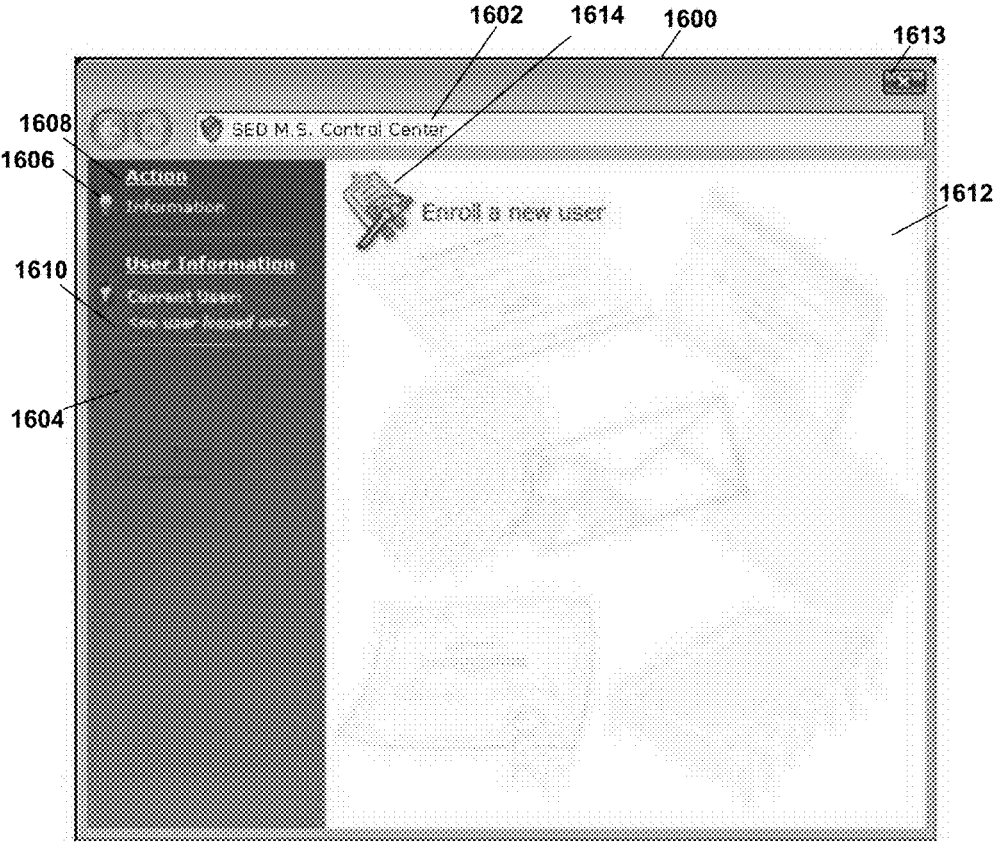 1602
1614
1600
1613
SED M.S. Control Center
1608
Action
1606
Information
1612
Enroll a new user
User Information
1610
Current User:
1604